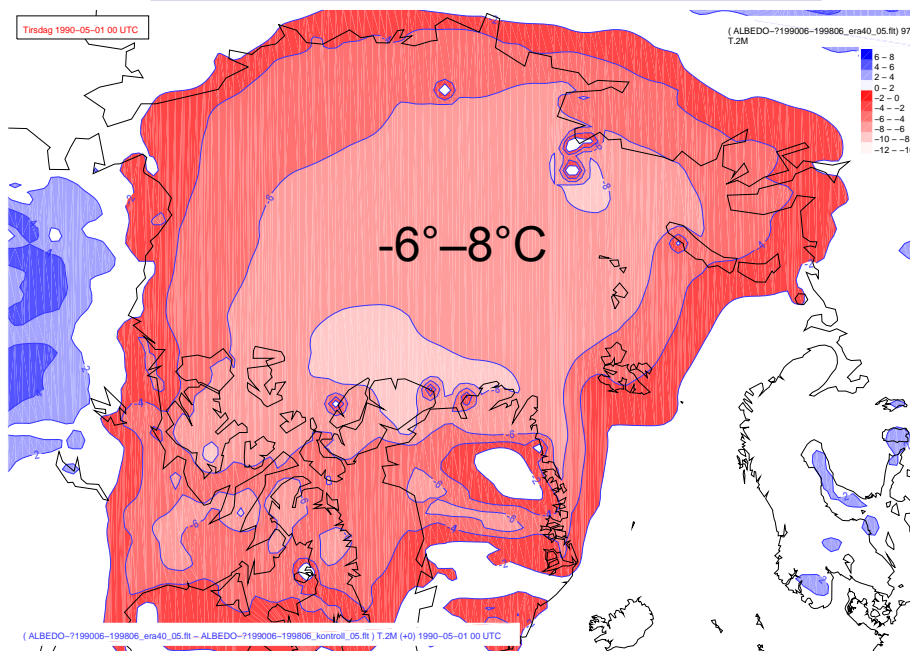 Tirsdag 1990–05–01 00 UTC
( ALBEDO–?199006–199806_era40_05.flt) 97
T.2M
6 – 8
4 – 6
2 – 4
0 – 2
–2 – 0
–4 – –2
–6 – –4
–8 – –6
–10 – –8
–12 – –10
-6°–-8°C
( ALBEDO–?199006–199806_era40_05.flt – ALBEDO–?199006–199806_kontroll_05.flt ) T.2M (+0) 1990–05–01 00 UTC